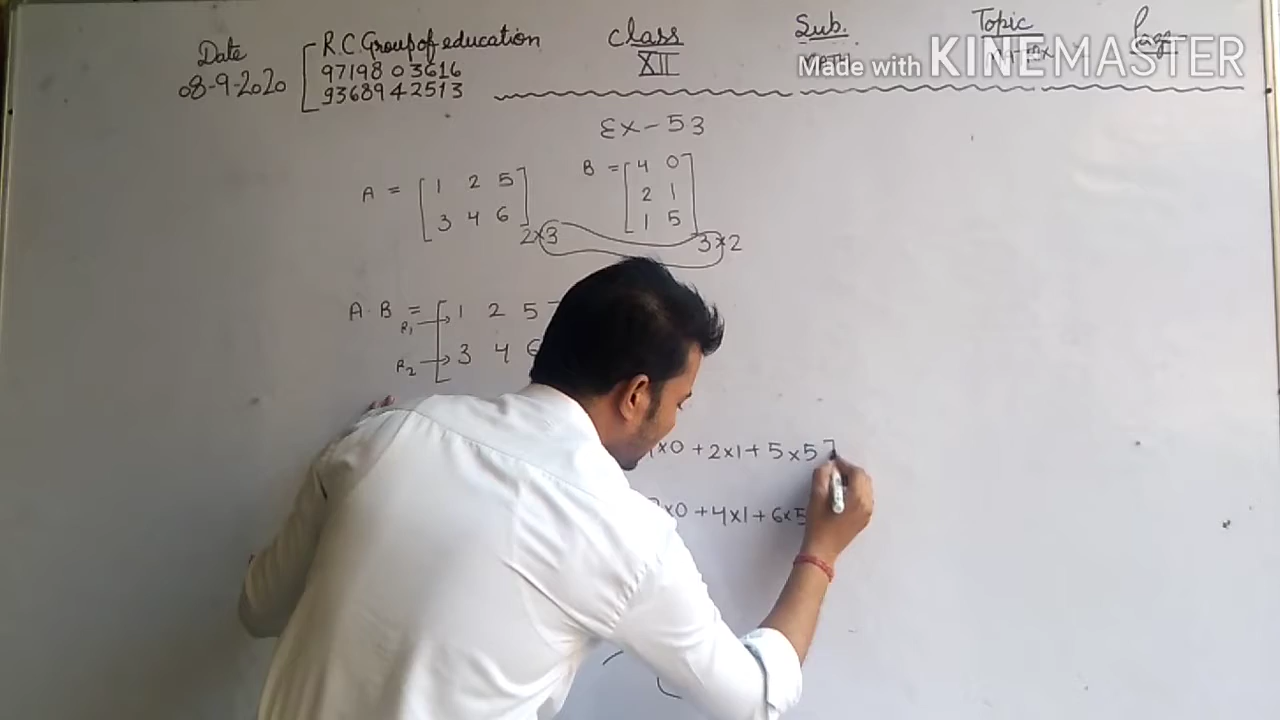 Date R.C. Group of education Class Sub. Topic Page
08-9-2020 9719803616 XII
9368942513
Made with KINEMASTER
Ex-53
A = [1 2 5] B = [4 0]
[3 4 6] 2×3 [2 1]
[1 5] 3×2
A.B = [1 2 5
R1 →
R2 → 3 4 6
×0 + 2×1 + 5×5]
×0 + 4×1 + 6×5